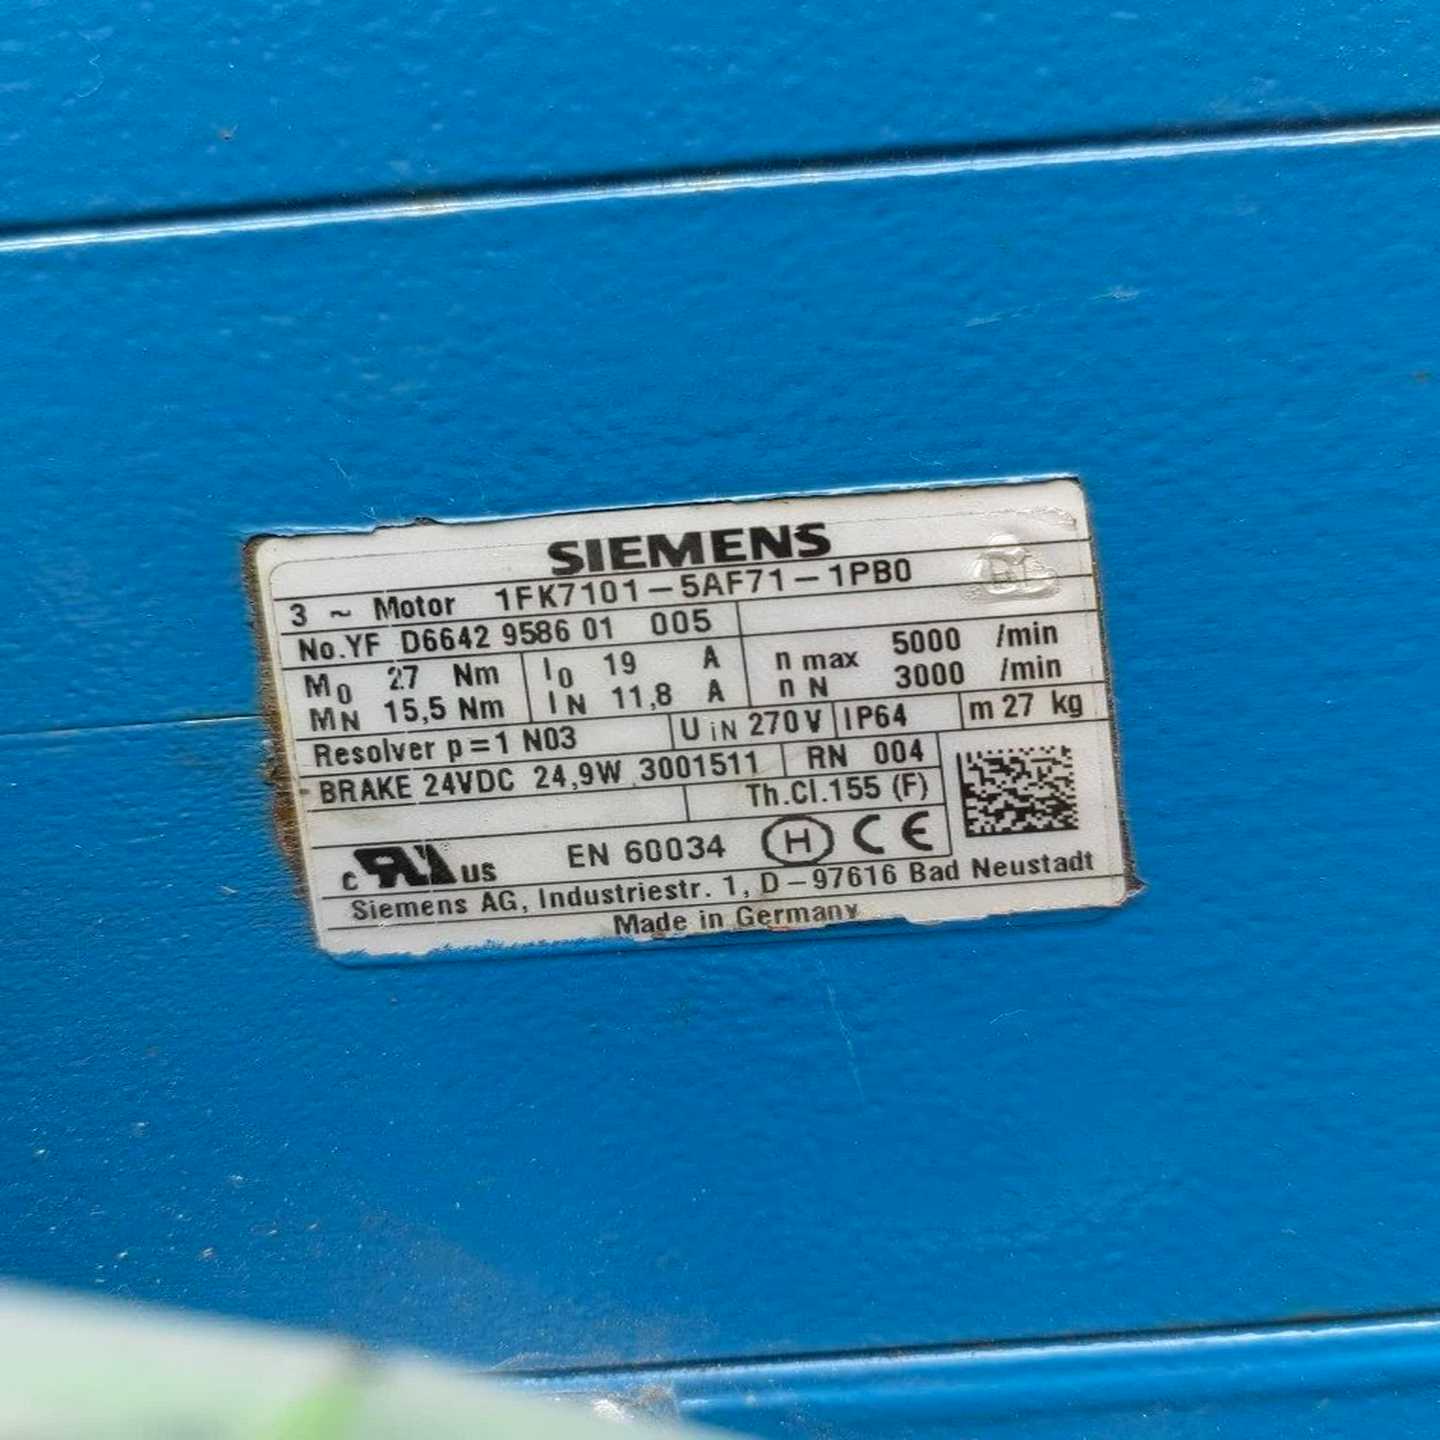 SIEMENS
3 ~ Motor 1FK7101-5AF71-1PB0
No.YF D6642 9586 01 005
M0 27 Nm I0 19 A n max 5000 /min
MN 15,5 Nm IN 11,8 A n N 3000 /min
Resolver p=1 N03 UIN 270V IP64 m 27 kg
BRAKE 24VDC 24,9W 3001511 RN 004
Th.Cl.155 (F)
c UL US EN 60034 H CE
Siemens AG, Industriestr. 1, D-97616 Bad Neustadt
Made in Germany